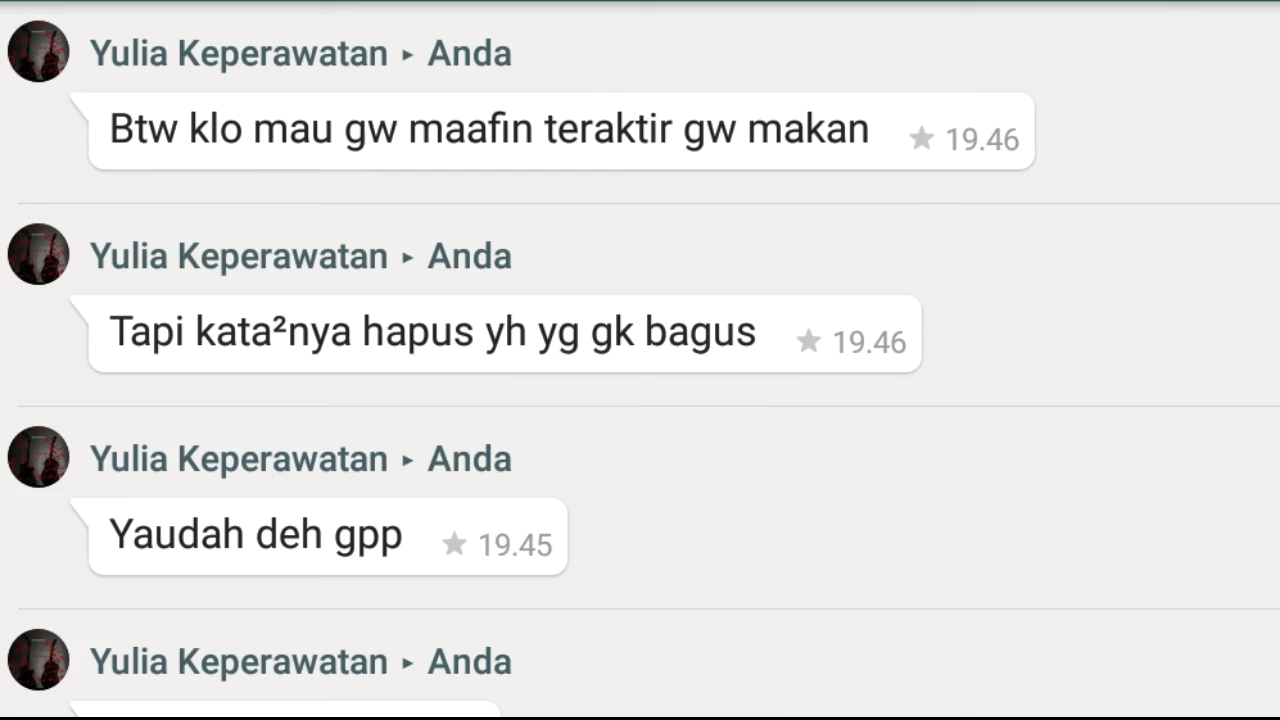 Yulia Keperawatan ▸ Anda
Btw klo mau gw maafin teraktir gw makan ★ 19.46
Yulia Keperawatan ▸ Anda
Tapi kata²nya hapus yh yg gk bagus ★ 19.46
Yulia Keperawatan ▸ Anda
Yaudah deh gpp ★ 19.45
Yulia Keperawatan ▸ Anda